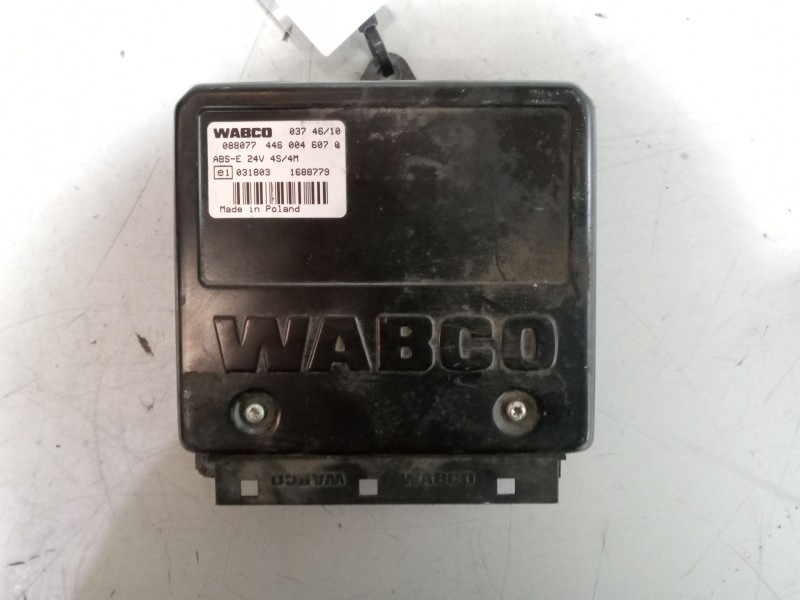 WABCO 037 46/10
088077 446 004 607 0
ABS-E 24V 4S/4M
e1 031803 1688779
Made in Poland
WABCO
WABCO WABCO